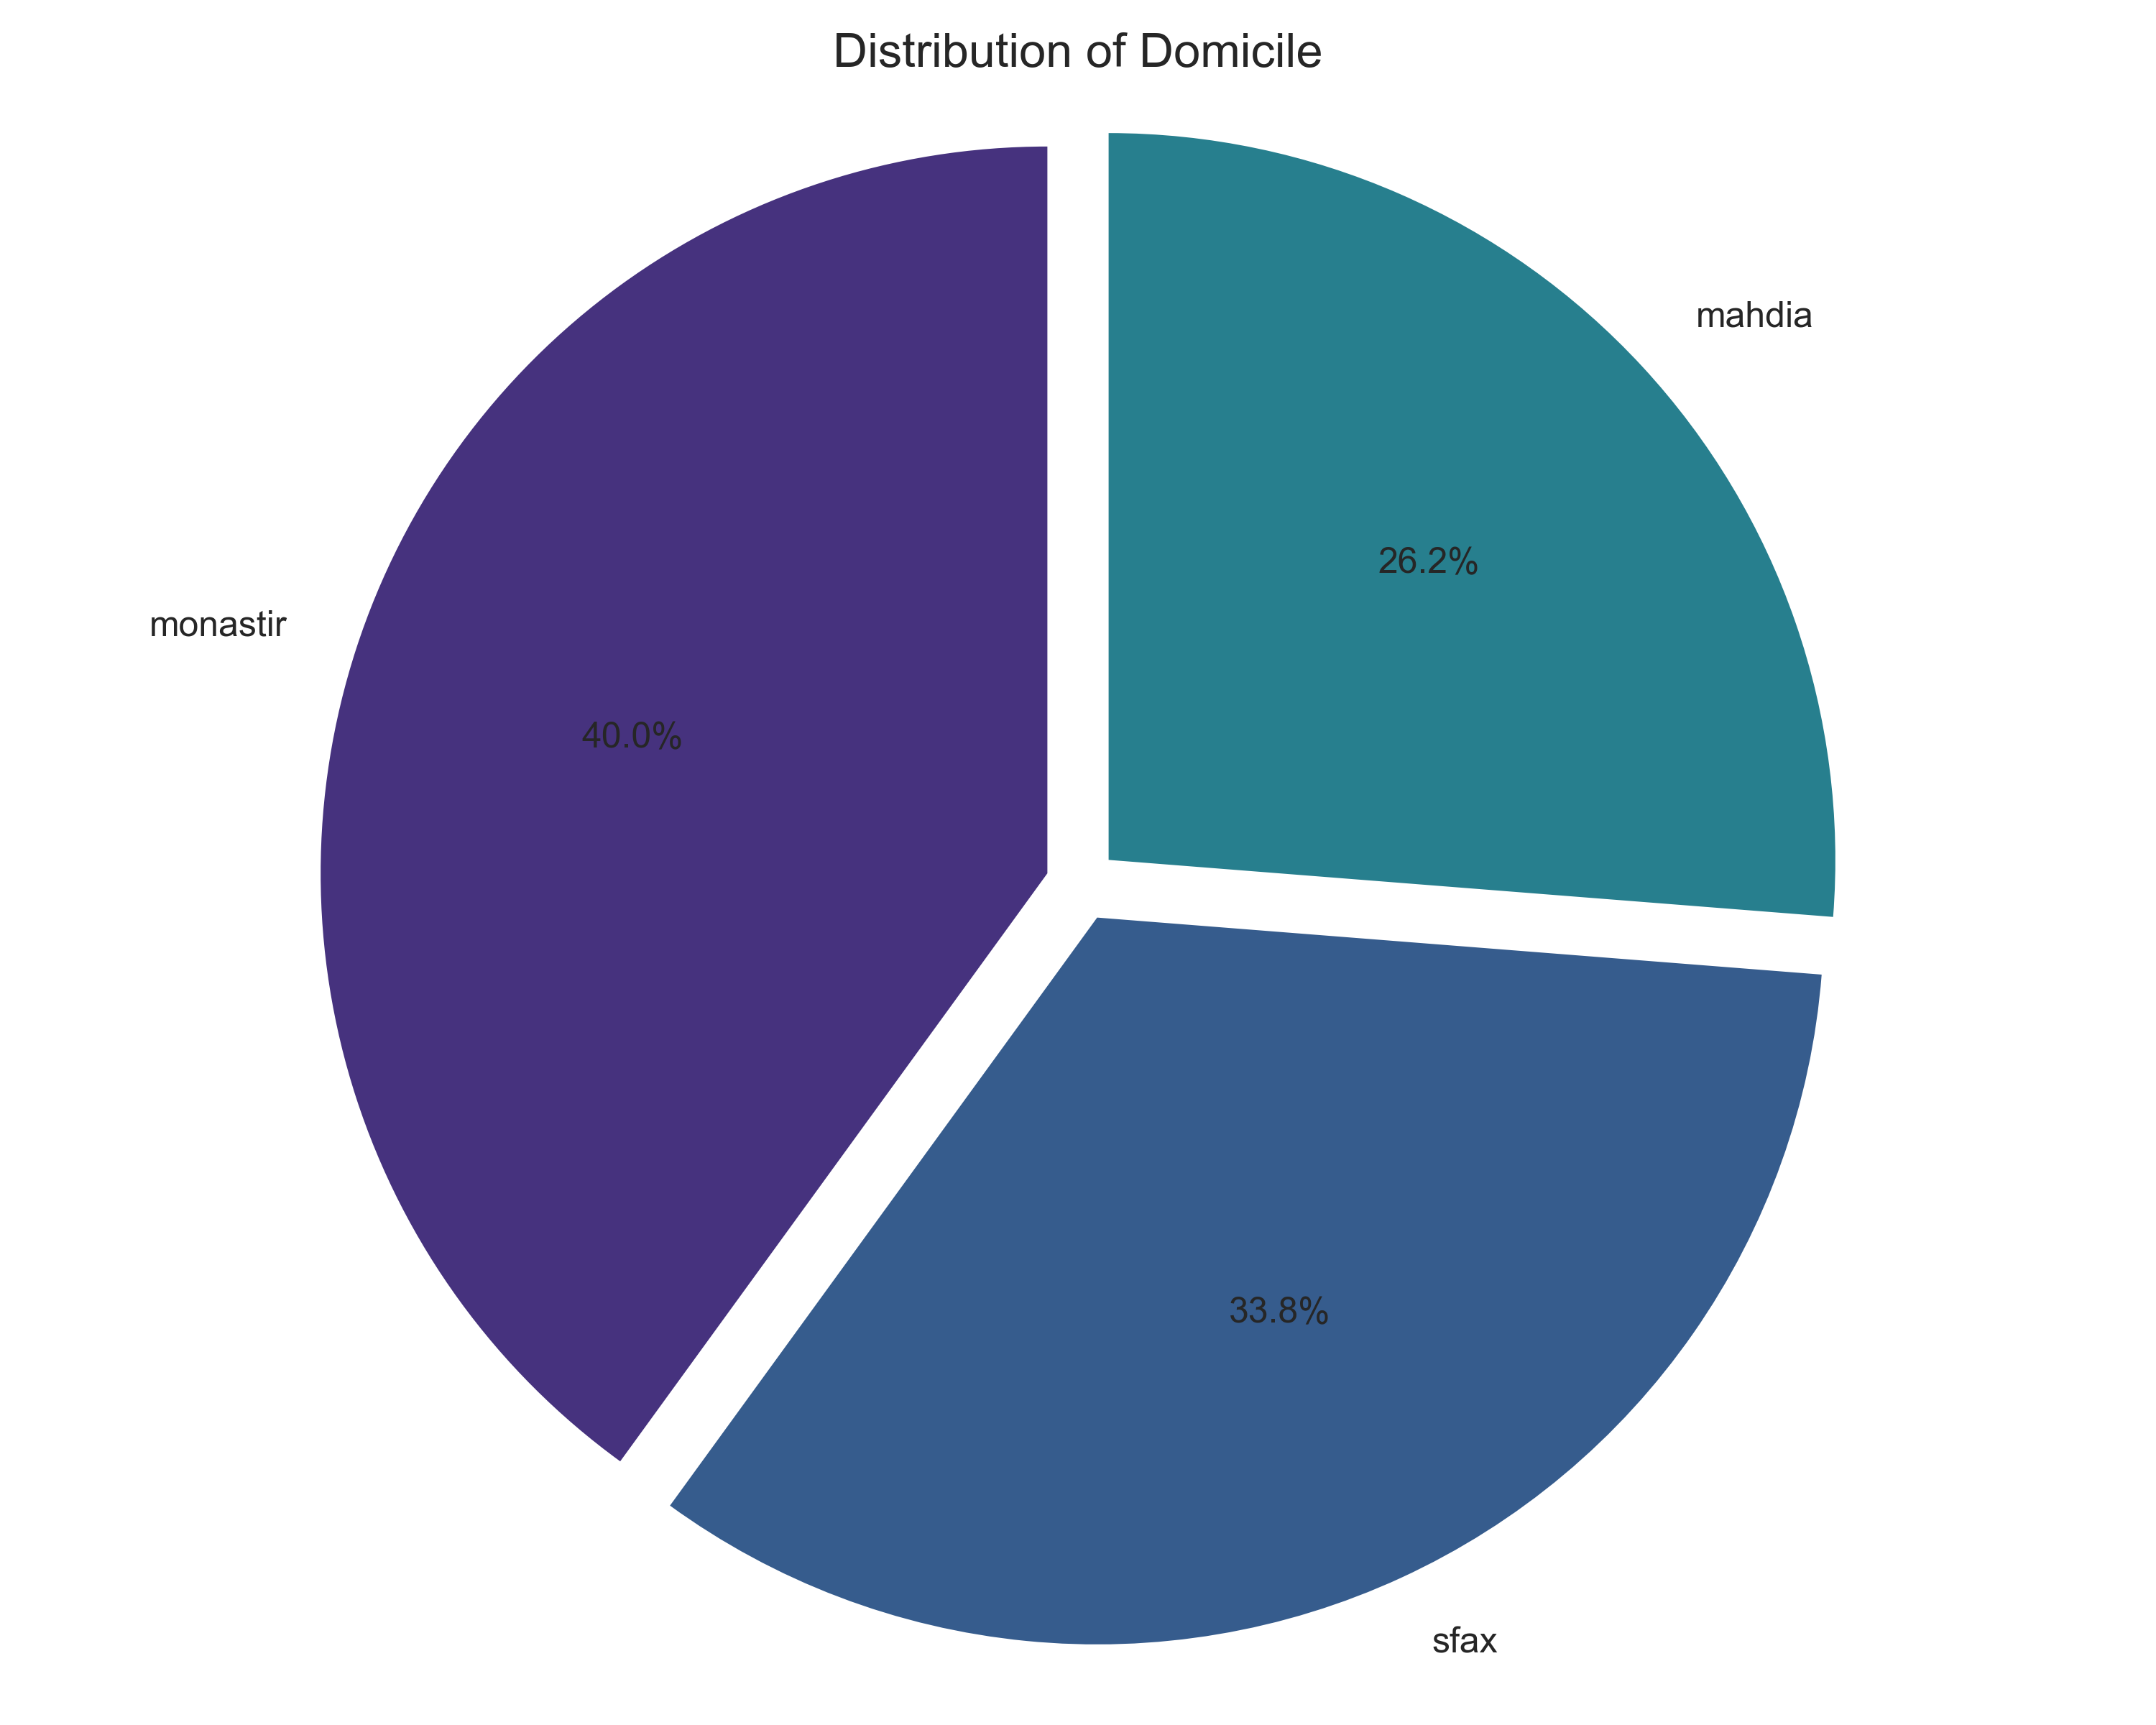 Distribution of Domicile
mahdia
26.2%
monastir
40.0%
33.8%
sfax